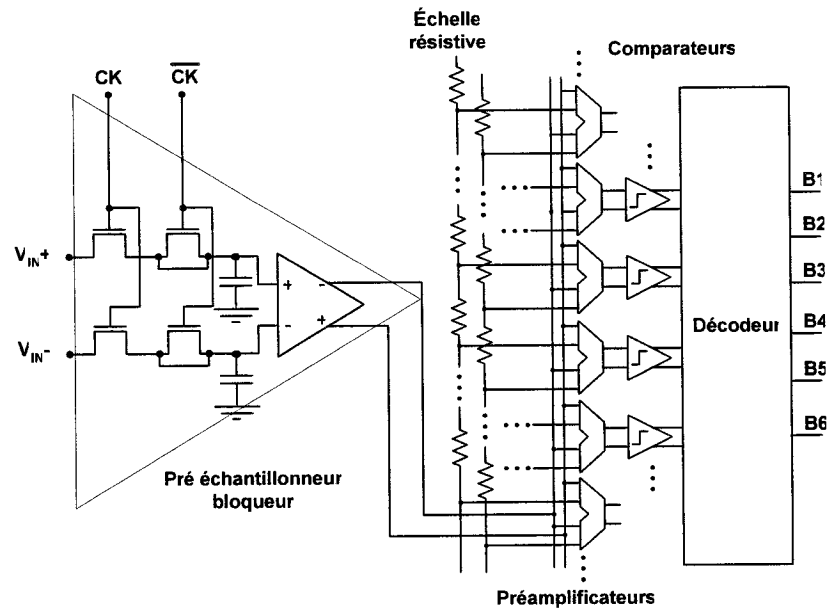 Échelle
résistive
Comparateurs
CK
CK
VIN+
VIN-
+
-
-
+
Pré échantillonneur
bloqueur
Décodeur
B1
B2
B3
B4
B5
B6
Préamplificateurs